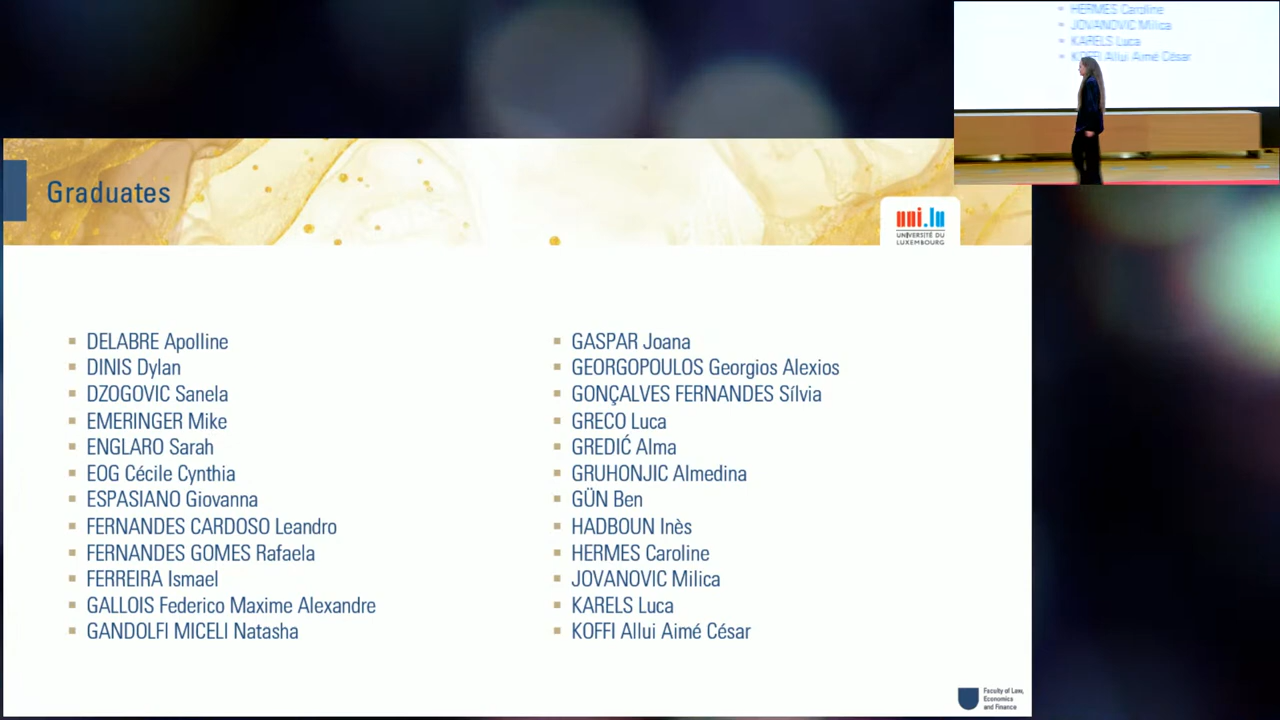 HERMES Caroline
JOVANOVIC Milica
KARELS Luca
KOFFI Allui Aimé César
Graduates
uni.lu
UNIVERSITÉ DU
LUXEMBOURG
DELABRE Apolline
DINIS Dylan
DZOGOVIC Sanela
EMERINGER Mike
ENGLARO Sarah
EOG Cécile Cynthia
ESPASIANO Giovanna
FERNANDES CARDOSO Leandro
FERNANDES GOMES Rafaela
FERREIRA Ismael
GALLOIS Federico Maxime Alexandre
GANDOLFI MICELI Natasha
GASPAR Joana
GEORGOPOULOS Georgios Alexios
GONÇALVES FERNANDES Sílvia
GRECO Luca
GREDIĆ Alma
GRUHONJIC Almedina
GÜN Ben
HADBOUN Inès
HERMES Caroline
JOVANOVIC Milica
KARELS Luca
KOFFI Allui Aimé César
Faculty of Law,
Economics
and Finance